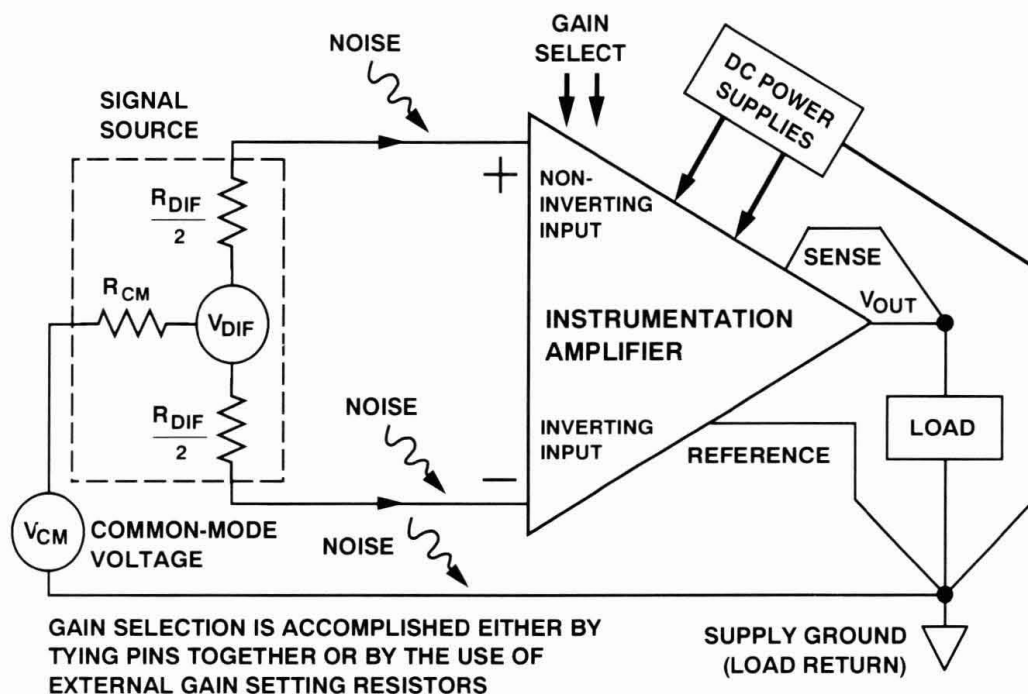 GAIN
SELECT
NOISE
DC POWER
SUPPLIES
SIGNAL
SOURCE
R_DIF
2
+
NON-
INVERTING
INPUT
SENSE
R_CM
V_DIF
V_OUT
INSTRUMENTATION
AMPLIFIER
R_DIF
2
NOISE
INVERTING
INPUT
LOAD
REFERENCE
−
V_CM
COMMON-MODE
VOLTAGE
NOISE
GAIN SELECTION IS ACCOMPLISHED EITHER BY
TYING PINS TOGETHER OR BY THE USE OF
EXTERNAL GAIN SETTING RESISTORS
SUPPLY GROUND
(LOAD RETURN)